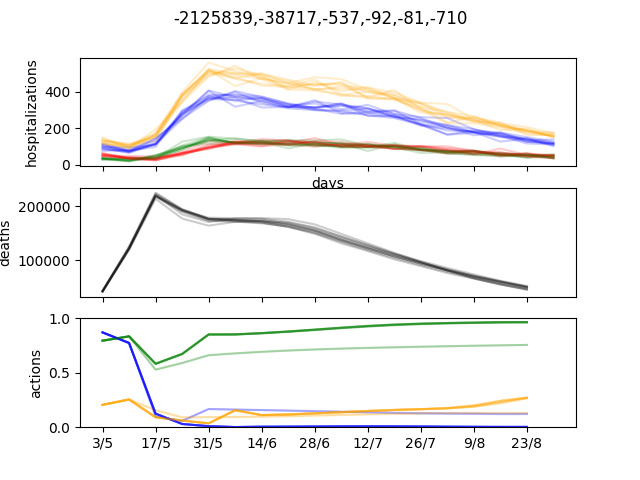 -2125839,-38717,-537,-92,-81,-710
hospitalizations
400
200
0
days
deaths
200000
100000
actions
1.0
0.5
0.0
3/5 17/5 31/5 14/6 28/6 12/7 26/7 9/8 23/8